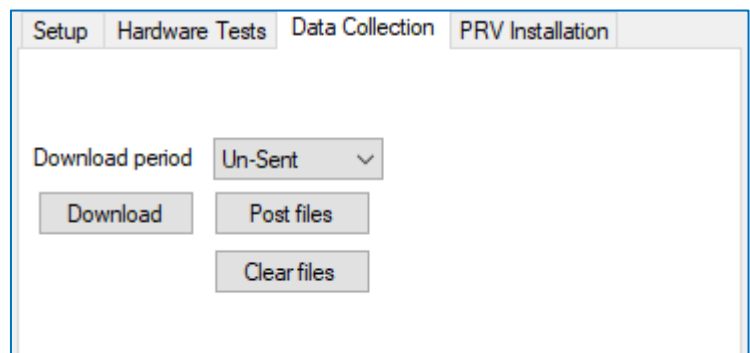 Setup Hardware Tests Data Collection PRV Installation
Download period Un-Sent
Download Post files
Clear files